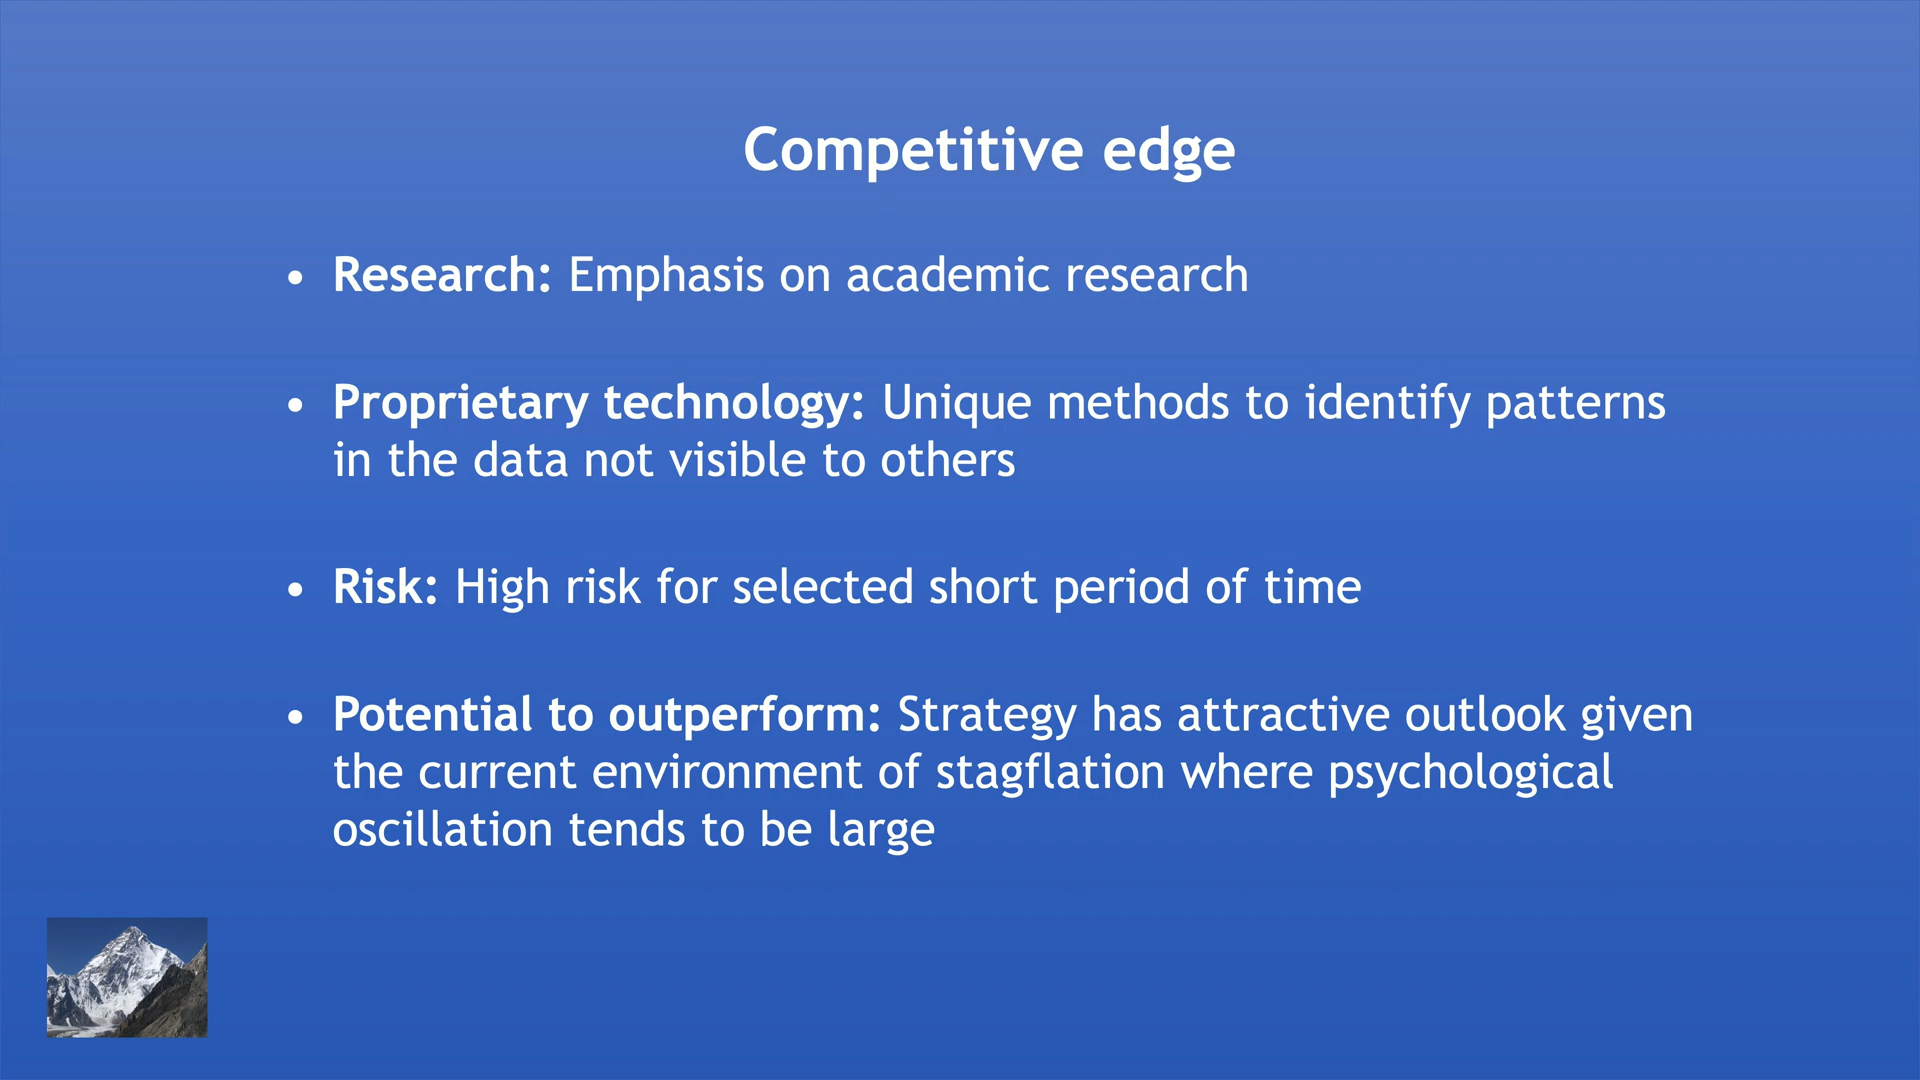 Competitive edge
• Research: Emphasis on academic research
• Proprietary technology: Unique methods to identify patterns
in the data not visible to others
• Risk: High risk for selected short period of time
• Potential to outperform: Strategy has attractive outlook given
the current environment of stagflation where psychological
oscillation tends to be large